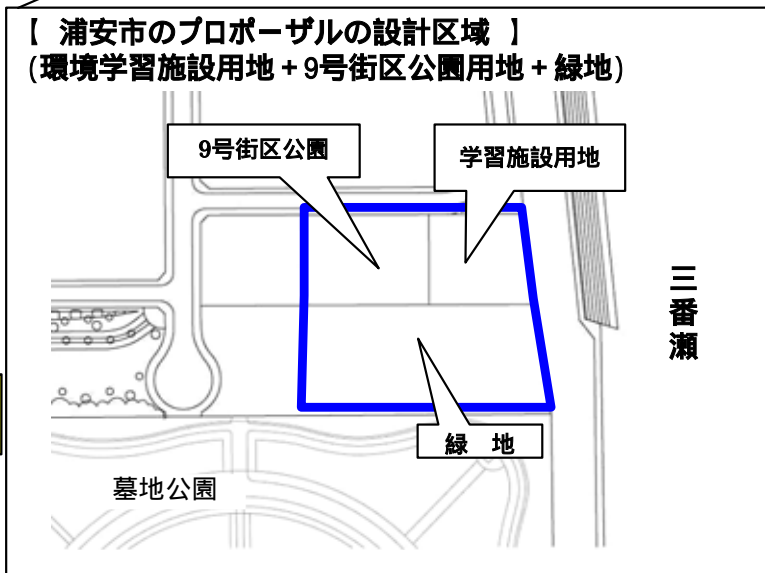 【 浦安市のプロポーザルの設計区域 】
(環境学習施設用地+9号街区公園用地+緑地)
9号街区公園
学習施設用地
三番瀬
緑 地
墓地公園